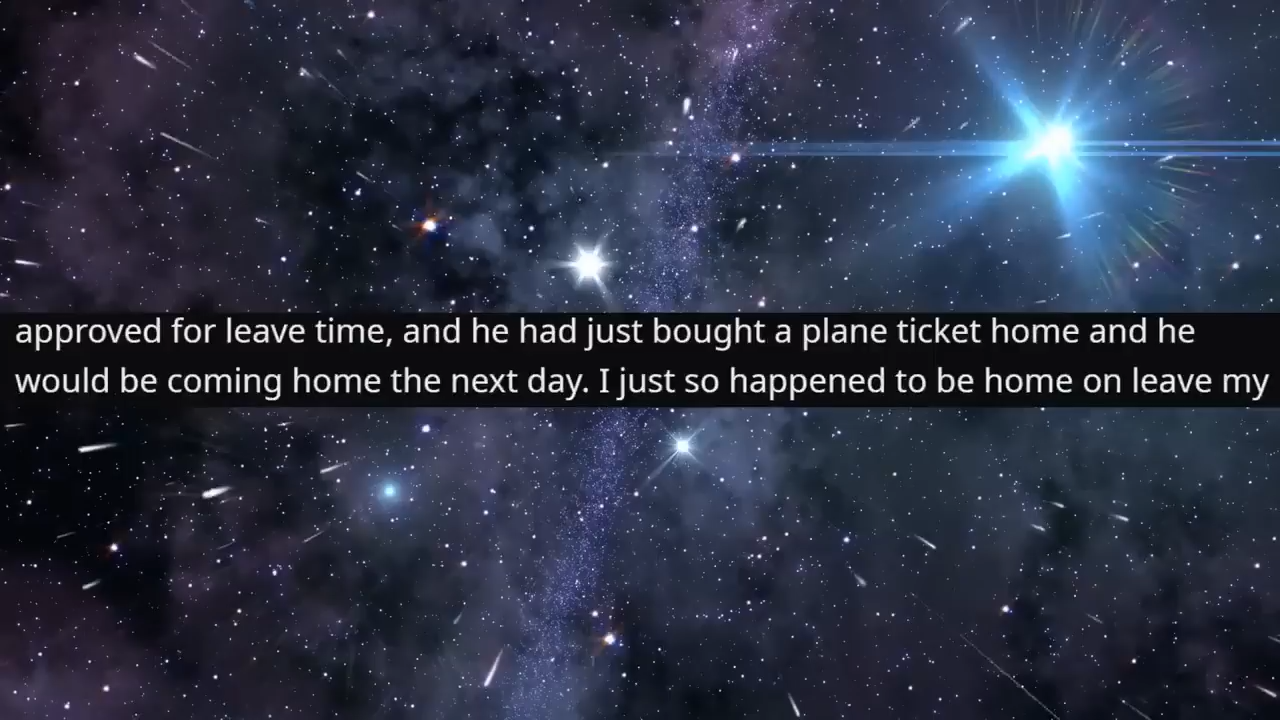 approved for leave time, and he had just bought a plane ticket home and he
would be coming home the next day. I just so happened to be home on leave my